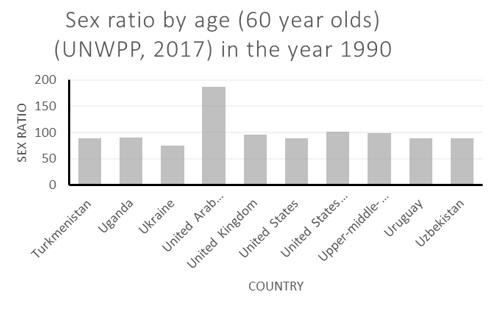 Sex ratio by age (60 year olds)
(UNWPP, 2017) in the year 1990
200
150
100
50
0
SEX RATIO
Turkmenistan
Uganda
Ukraine
United Arab...
United Kingdom
United States
United States...
Upper-middle-...
Uruguay
Uzbekistan
COUNTRY